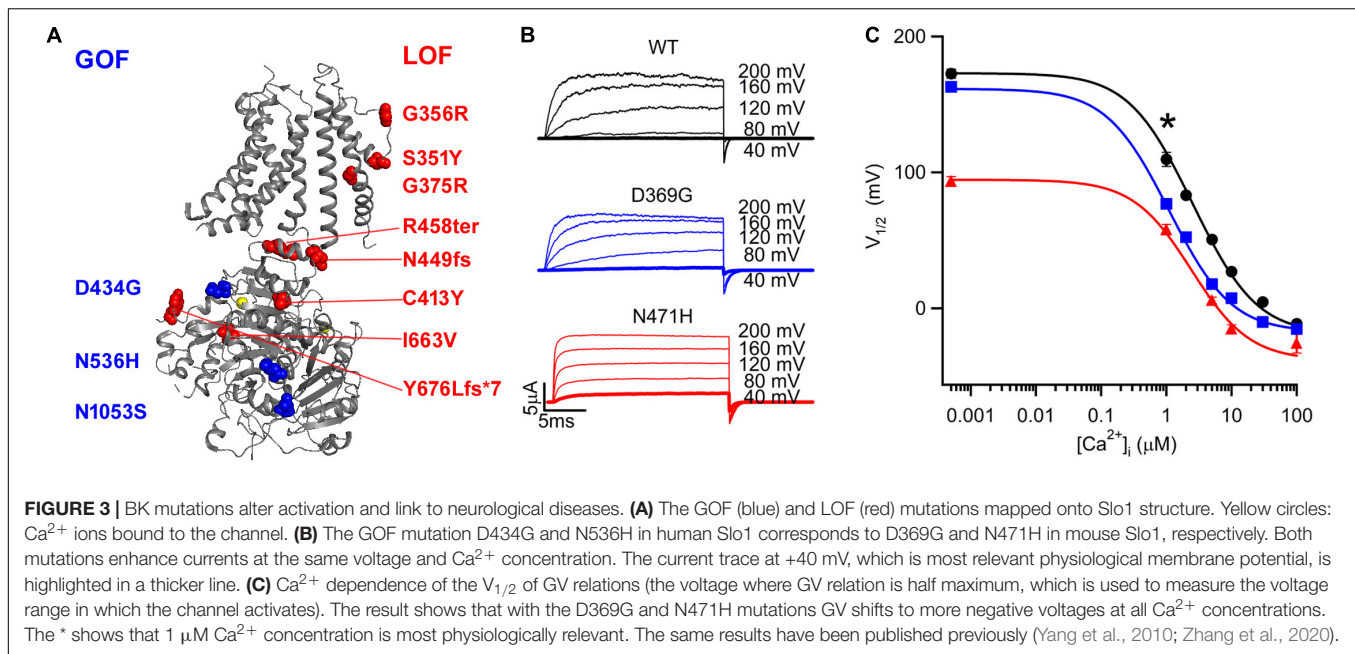 A
GOF
LOF
G356R
S351Y
G375R
R458ter
N449fs
D434G
C413Y
I663V
N536H
Y676Lfs*7
N1053S
B
WT
200 mV
160 mV
120 mV
80 mV
40 mV
D369G
200 mV
160 mV
120 mV
80 mV
40 mV
N471H
200 mV
160 mV
120 mV
80 mV
40 mV
5μA
5ms
C
200
100
0
V1/2 (mV)
*
0.001 0.01 0.1 1 10 100
[Ca2+]i (μM)
FIGURE 3 | BK mutations alter activation and link to neurological diseases. (A) The GOF (blue) and LOF (red) mutations mapped onto Slo1 structure. Yellow circles:
Ca2+ ions bound to the channel. (B) The GOF mutation D434G and N536H in human Slo1 corresponds to D369G and N471H in mouse Slo1, respectively. Both
mutations enhance currents at the same voltage and Ca2+ concentration. The current trace at +40 mV, which is most relevant physiological membrane potential, is
highlighted in a thicker line. (C) Ca2+ dependence of the V1/2 of GV relations (the voltage where GV relation is half maximum, which is used to measure the voltage
range in which the channel activates). The result shows that with the D369G and N471H mutations GV shifts to more negative voltages at all Ca2+ concentrations.
The * shows that 1 μM Ca2+ concentration is most physiologically relevant. The same results have been published previously (Yang et al., 2010; Zhang et al., 2020).